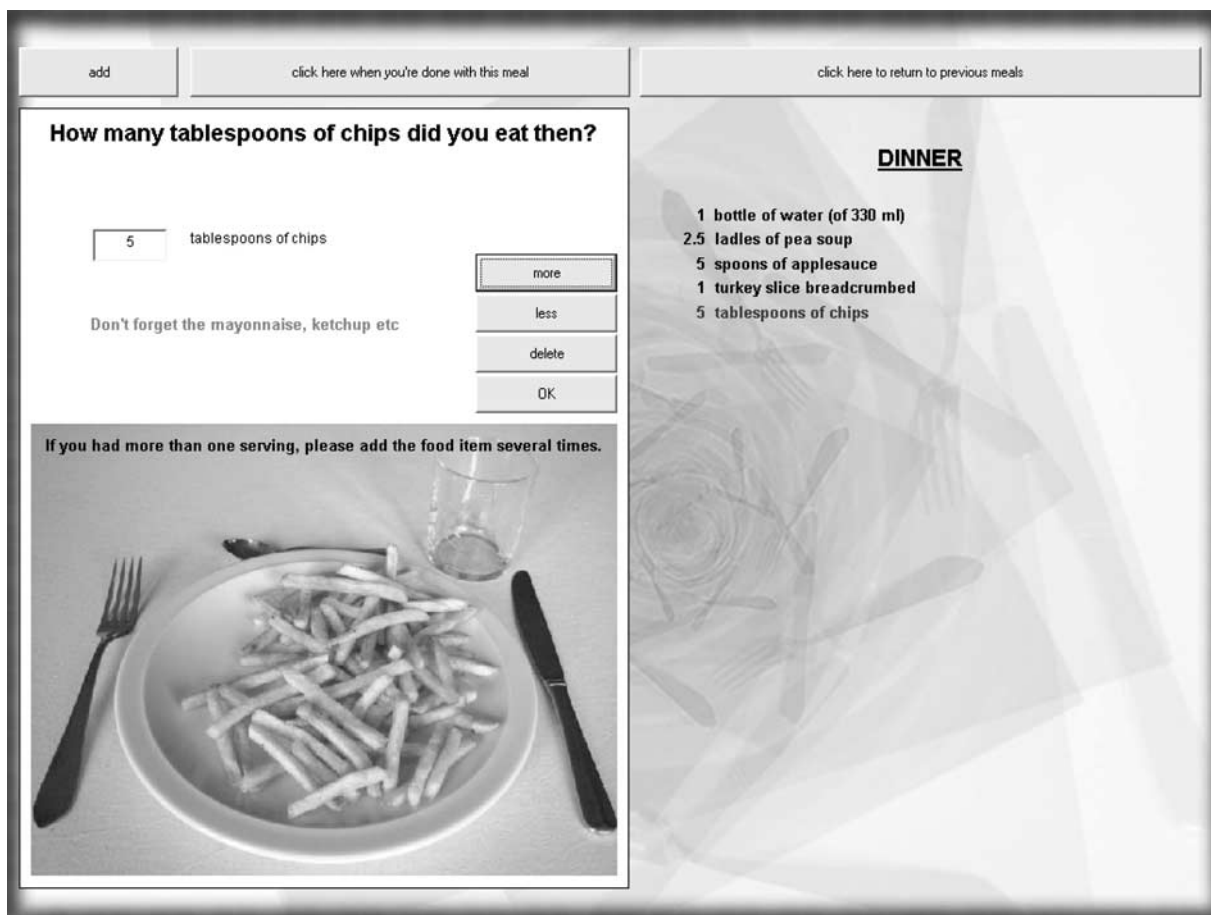 add
click here when you're done with this meal
click here to return to previous meals
How many tablespoons of chips did you eat then?
5 tablespoons of chips
more
less
delete
OK
Don't forget the mayonnaise, ketchup etc
If you had more than one serving, please add the food item several times.
DINNER
1 bottle of water (of 330 ml)
2.5 ladles of pea soup
5 spoons of applesauce
1 turkey slice breadcrumbed
5 tablespoons of chips